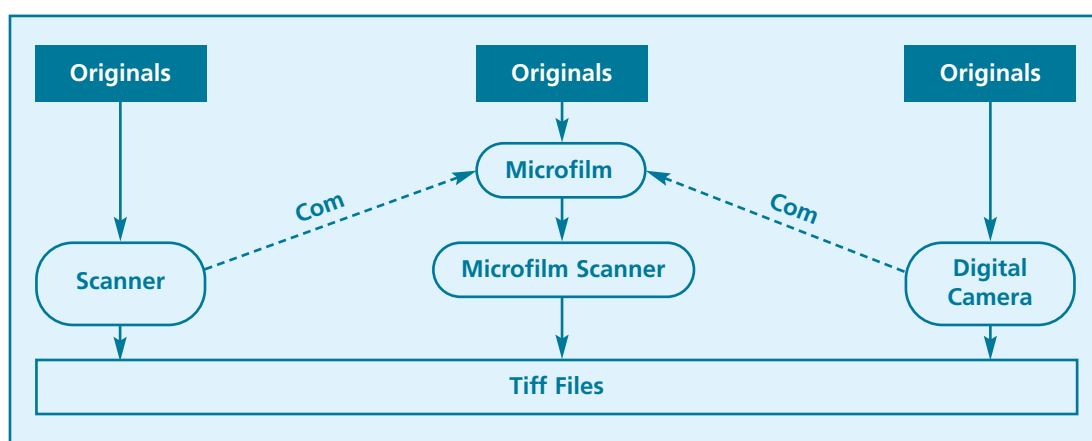 Originals
Originals
Originals
Microfilm
Com
Com
Scanner
Microfilm Scanner
Digital
Camera
Tiff Files